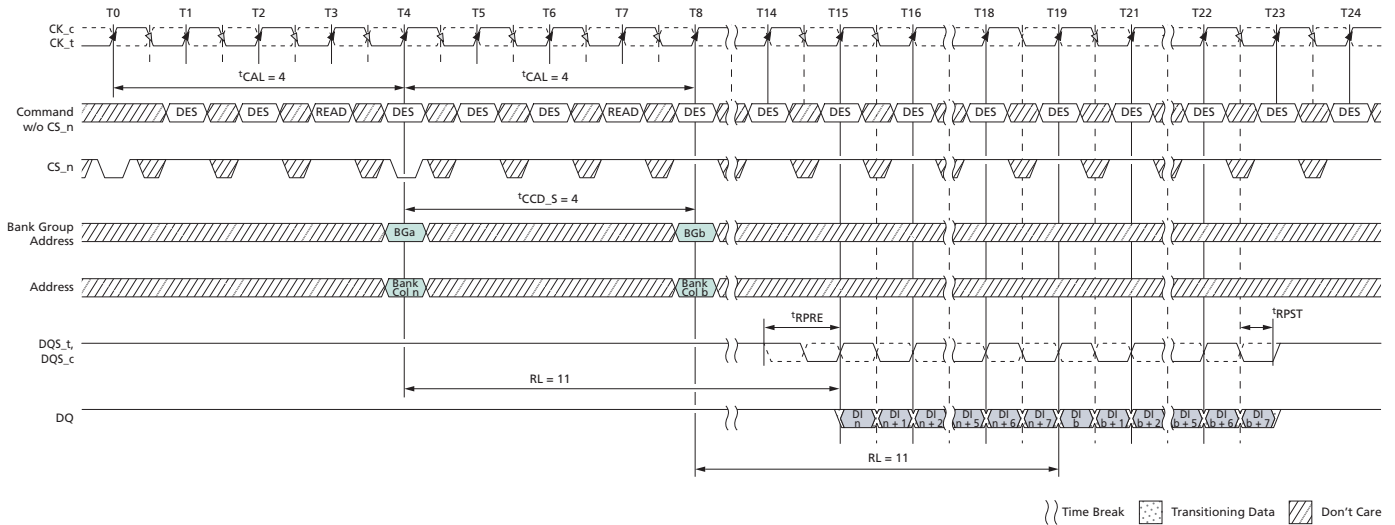 T0 T1 T2 T3 T4 T5 T6 T7 T8 T14 T15 T16 T18 T19 T21 T22 T23 T24
CK_c
CK_t
tCAL = 4 tCAL = 4
Command w/o CS_n DES DES READ DES DES DES READ DES DES DES DES DES DES DES DES DES DES
CS_n
tCCD_S = 4
Bank Group Address BGa BGb
Address Bank Col n Bank Col b
tRPRE tRPST
DQS_t, DQS_c
RL = 11
DQ DI n DI n + 1 DI n + 2 DI n + 5 DI n + 6 DI n + 7 DI b DI b + 1 DI b + 2 DI b + 5 DI b + 6 DI b + 7
RL = 11
Time Break Transitioning Data Don't Care